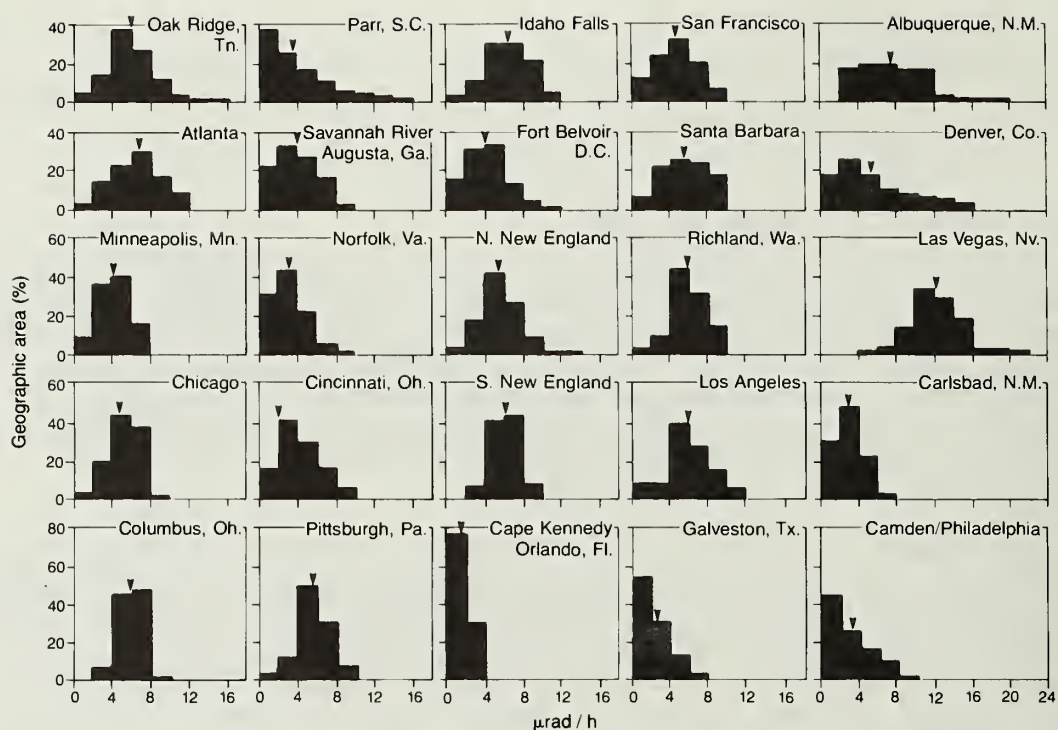 Oak Ridge, Tn.
Parr, S.C.
Idaho Falls
San Francisco
Albuquerque, N.M.
40
20
0
Atlanta
Savannah River Augusta, Ga.
Fort Belvoir D.C.
Santa Barbara
Denver, Co.
40
20
0
Minneapolis, Mn.
Norfolk, Va.
N. New England
Richland, Wa.
Las Vegas, Nv.
60
40
20
0
Geographic area (%)
Chicago
Cincinnati, Oh.
S. New England
Los Angeles
Carlsbad, N.M.
60
40
20
0
Columbus, Oh.
Pittsburgh, Pa.
Cape Kennedy Orlando, Fl.
Galveston, Tx.
Camden/Philadelphia
80
60
40
20
0
0 4 8 12 16
0 4 8 12 16
0 4 8 12 16
0 4 8 12 16
0 4 8 12 16 20 24
μrad / h